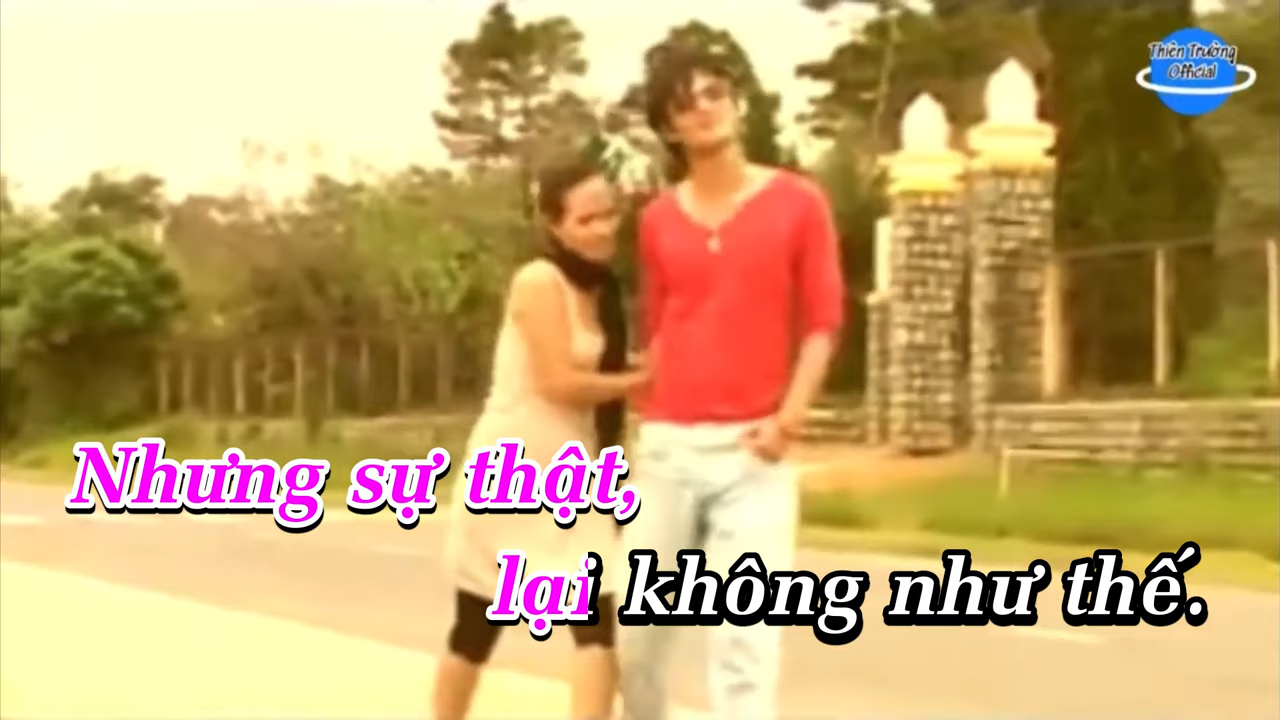 Thiên Trường
Official
Nhưng sự thật,
lại không như thế.